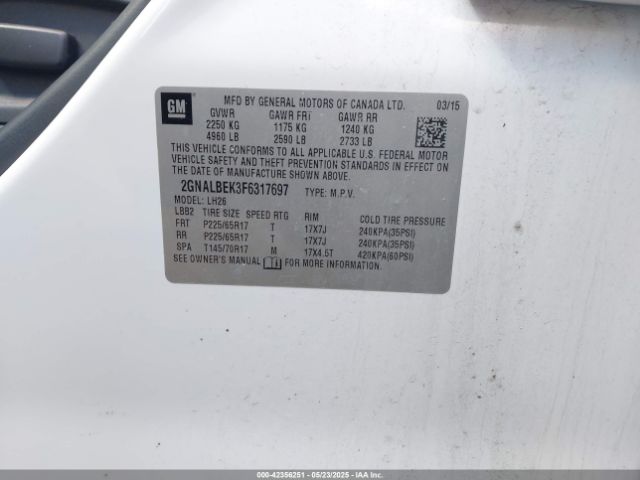 GM
MFD BY GENERAL MOTORS OF CANADA LTD. 03/15
GVWR GAWR FRT GAWR RR
2250 KG 1175 KG 1240 KG
4960 LB 2590 LB 2733 LB
THIS VEHICLE CONFORMS TO ALL APPLICABLE U.S. FEDERAL MOTOR
VEHICLE SAFETY AND THEFT PREVENTION STANDARDS IN EFFECT ON
THE DATE OF MANUFACTURE SHOWN ABOVE.
2GNALBEK3F6317697 TYPE: M.P.V.
MODEL: LH26
LBB2 TIRE SIZE SPEED RTG RIM COLD TIRE PRESSURE
FRT P225/65R17 T 17X7J 240KPA(35PSI)
RR P225/65R17 T 17X7J 240KPA(35PSI)
SPA T145/70R17 M 17X4.5T 420KPA(60PSI)
SEE OWNER'S MANUAL FOR MORE INFORMATION.
000-42356251 - 05/23/2025 - IAAI.COM